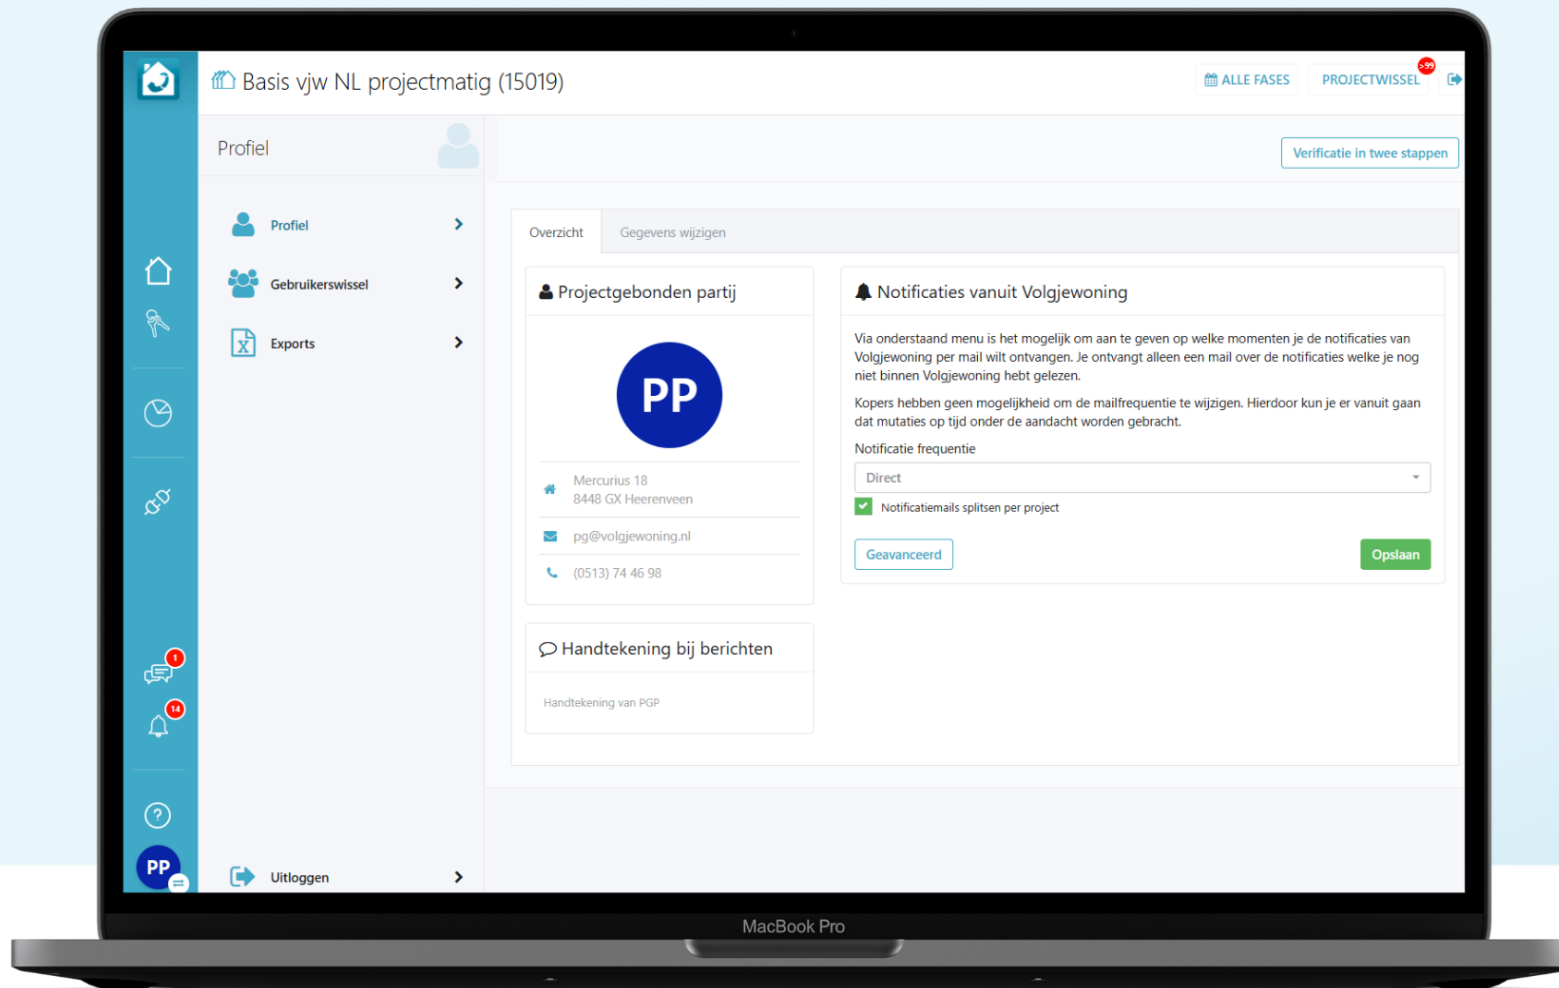 Basis vjw NL projectmatig (15019)
ALLE FASES
PROJECTWISSEL
>99
Profiel
Verificatie in twee stappen
Profiel
Gebruikerswissel
Exports
Overzicht
Gegevens wijzigen
Projectgebonden partij
PP
Mercurius 18
8448 GX Heerenveen
pg@volgjewoning.nl
(0513) 74 46 98
Handtekening bij berichten
Handtekening van PGP
Notificaties vanuit Volgjewoning
Via onderstaand menu is het mogelijk om aan te geven op welke momenten je de notificaties van
Volgjewoning per mail wilt ontvangen. Je ontvangt alleen een mail over de notificaties welke je nog
niet binnen Volgjewoning hebt gelezen.
Kopers hebben geen mogelijkheid om de mailfrequentie te wijzigen. Hierdoor kun je er vanuit gaan
dat mutaties op tijd onder de aandacht worden gebracht.
Notificatie frequentie
Direct
Notificatiemails splitsen per project
Geavanceerd
Opslaan
1
14
?
PP
Uitloggen
MacBook Pro